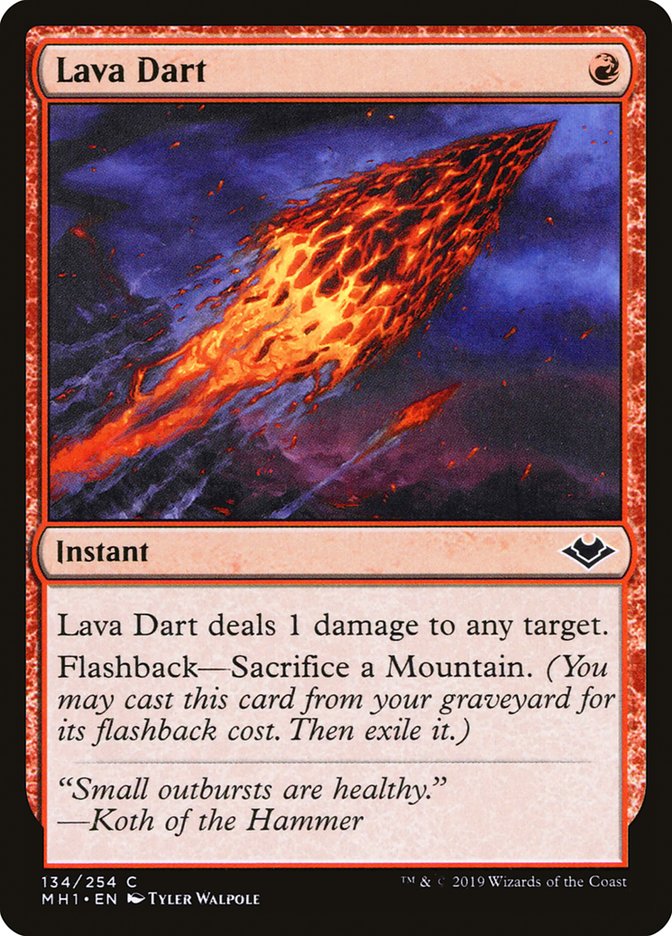 Lava Dart
Instant
Lava Dart deals 1 damage to any target.
Flashback—Sacrifice a Mountain. (You
may cast this card from your graveyard for
its flashback cost. Then exile it.)
“Small outbursts are healthy.”
—Koth of the Hammer
134/254 C
™ & © 2019 Wizards of the Coast
MH1 • EN Tyler Walpole